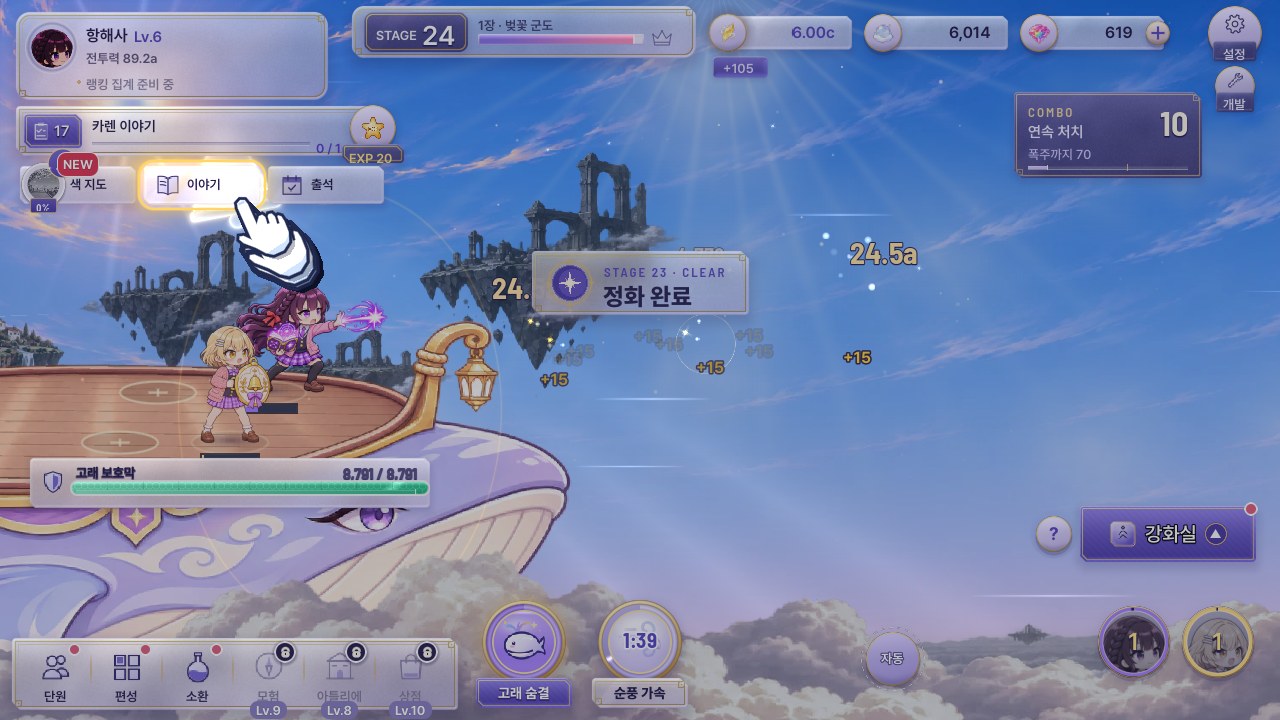 항해사 Lv.6
전투력 89.2a
* 랭킹 집계 준비 중
STAGE 24
1장 · 벚꽃 군도
6.00c
+105
6,014
619
설정
개발
17
카렌 이야기
0 / 1
EXP 20
NEW
색 지도
0%
이야기
출석
COMBO
연속 처치
10
폭주까지 70
STAGE 23 · CLEAR
정화 완료
24.
24.5a
+15
+15
+15
+15
+15
+15
+15
+15
고래 보호막
8.791 / 8.791
?
강화실
단원
편성
소환
모험
Lv.9
아틀리에
Lv.8
상점
Lv.10
고래 숨결
1:39
순풍 가속
자동
1
1